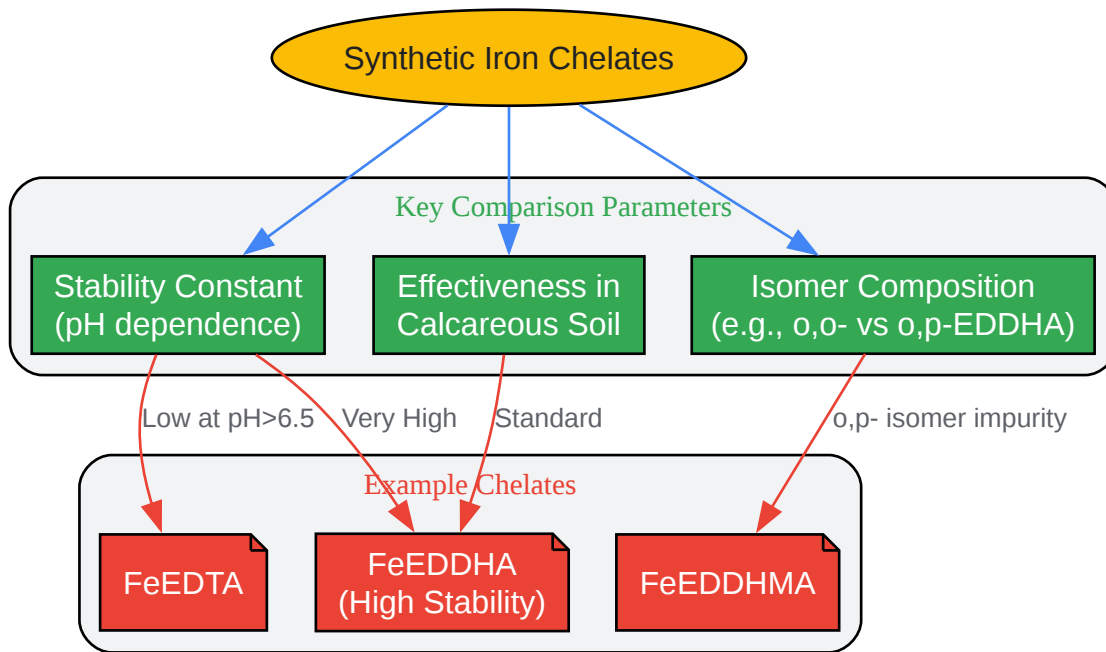 Synthetic Iron Chelates
Key Comparison Parameters
Stability Constant
(pH dependence)
Effectiveness in
Calcareous Soil
Isomer Composition
(e.g., o,o- vs o,p-EDDHA)
Low at pH>6.5
Very High
Standard
o,p- isomer impurity
Example Chelates
FeEDTA
FeEDDHA
(High Stability)
FeEDDHMA